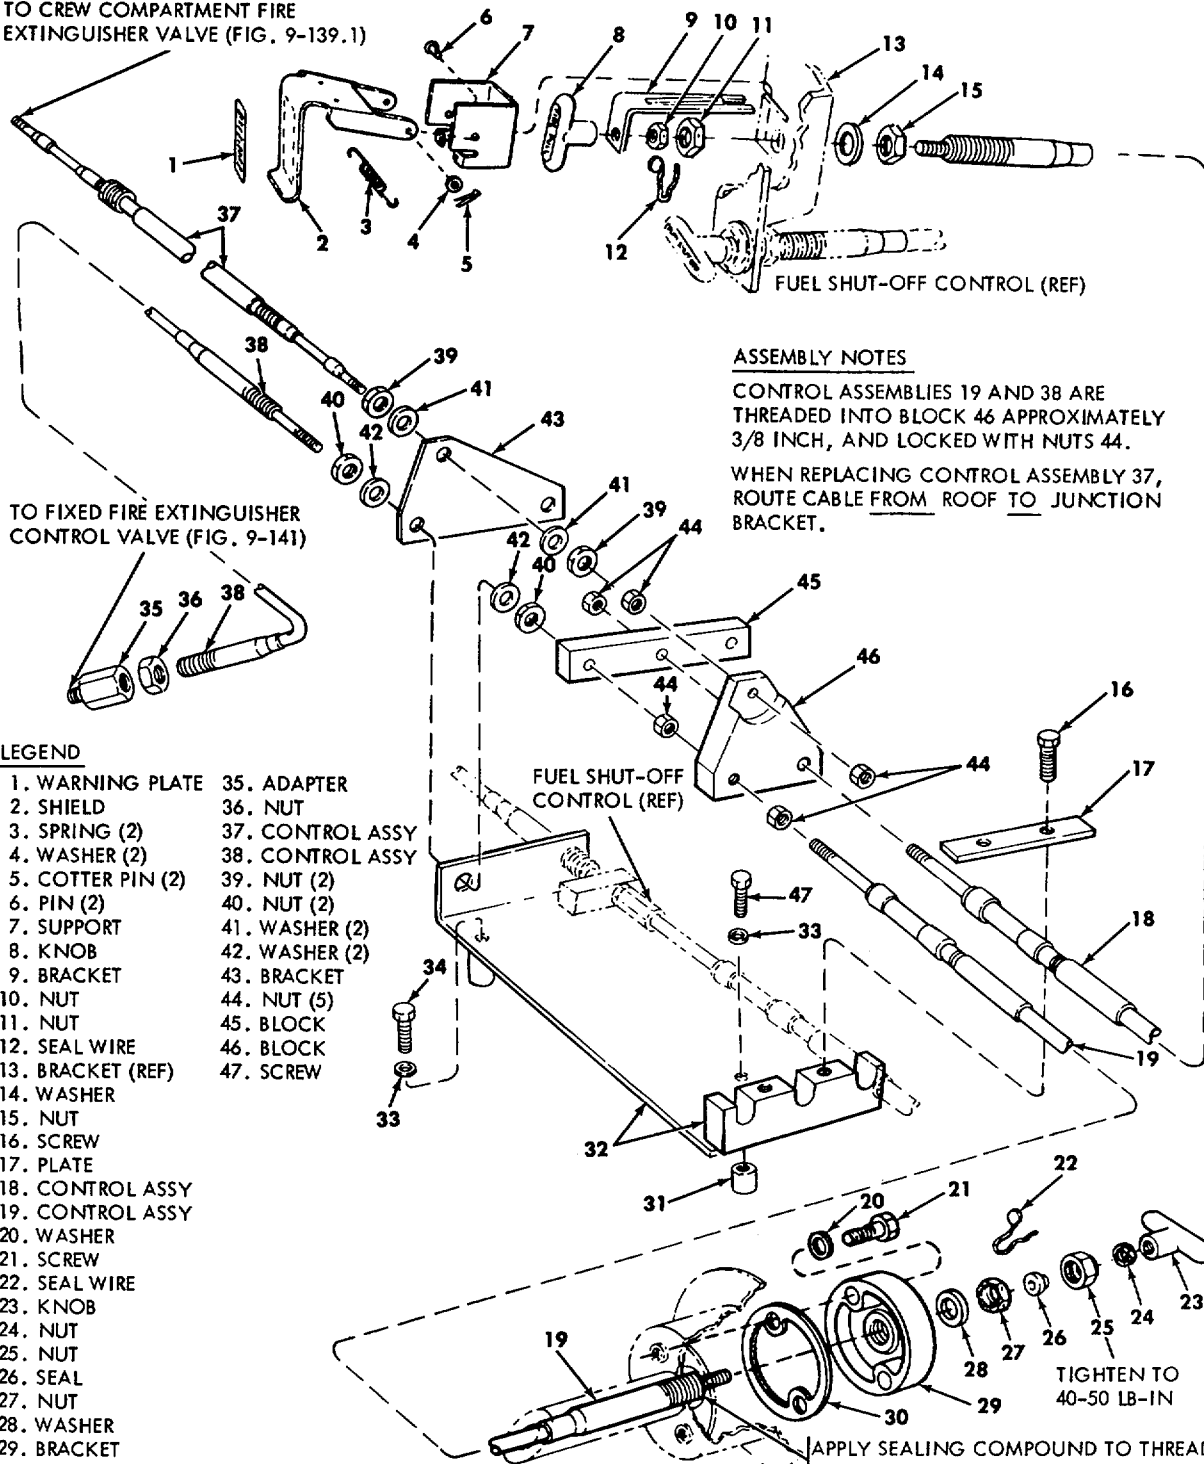 TO CREW COMPARTMENT FIRE
EXTINGUISHER VALVE (FIG. 9-139.1)
6
7
8
9
10
11
13
14
15
1
2
3
4
5
12
37
FUEL SHUT-OFF CONTROL (REF)
38
39
40
41
42
43
ASSEMBLY NOTES
CONTROL ASSEMBLIES 19 AND 38 ARE
THREADED INTO BLOCK 46 APPROXIMATELY
3/8 INCH, AND LOCKED WITH NUTS 44.
WHEN REPLACING CONTROL ASSEMBLY 37,
ROUTE CABLE FROM ROOF TO JUNCTION
BRACKET.
TO FIXED FIRE EXTINGUISHER
CONTROL VALVE (FIG. 9-141)
41
39
44
42
40
45
35
36
38
46
44
16
44
17
FUEL SHUT-OFF
CONTROL (REF)
47
33
18
34
19
33
32
31
LEGEND
1. WARNING PLATE
2. SHIELD
3. SPRING (2)
4. WASHER (2)
5. COTTER PIN (2)
6. PIN (2)
7. SUPPORT
8. KNOB
9. BRACKET
10. NUT
11. NUT
12. SEAL WIRE
13. BRACKET (REF)
14. WASHER
15. NUT
16. SCREW
17. PLATE
18. CONTROL ASSY
19. CONTROL ASSY
20. WASHER
21. SCREW
22. SEAL WIRE
23. KNOB
24. NUT
25. NUT
26. SEAL
27. NUT
28. WASHER
29. BRACKET
35. ADAPTER
36. NUT
37. CONTROL ASSY
38. CONTROL ASSY
39. NUT (2)
40. NUT (2)
41. WASHER (2)
42. WASHER (2)
43. BRACKET
44. NUT (5)
45. BLOCK
46. BLOCK
47. SCREW
20
21
22
19
23
24
25
26
27
28
29
30
TIGHTEN TO
40-50 LB-IN
APPLY SEALING COMPOUND TO THREAD